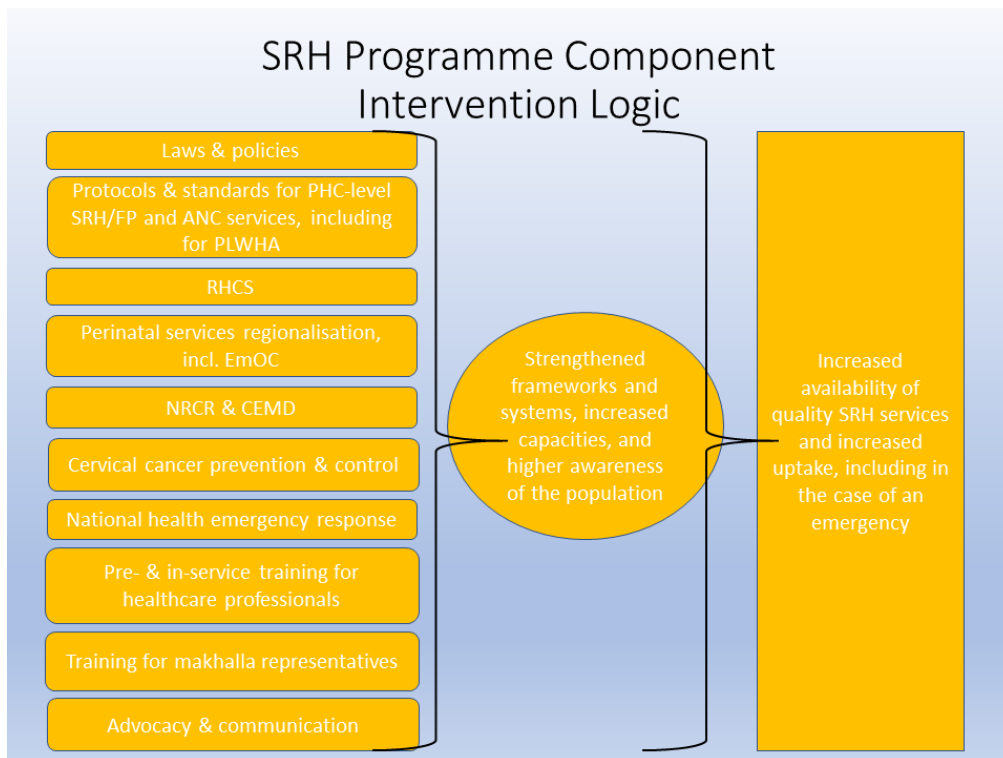 SRH Programme Component
Intervention Logic
Laws & policies
Protocols & standards for PHC-level
SRH/FP and ANC services, including
for PLWHA
RHCS
Perinatal services regionalisation,
incl. EmOC
NRCR & CEMD
Cervical cancer prevention & control
National health emergency response
Pre- & in-service training for
healthcare professionals
Training for makhalla representatives
Advocacy & communication
Strengthened
frameworks and
systems, increased
capacities, and
higher awareness
of the population
Increased
availability of
quality SRH services
and increased
uptake, including in
the case of an
emergency